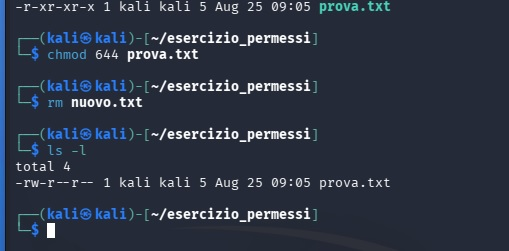 -r-xr-xr-x 1 kali kali 5 Aug 25 09:05 prova.txt
┌──(kali㉿kali)-[~/esercizio_permessi]
└─$ chmod 644 prova.txt
┌──(kali㉿kali)-[~/esercizio_permessi]
└─$ rm nuovo.txt
┌──(kali㉿kali)-[~/esercizio_permessi]
└─$ ls -l
total 4
-rw-r--r-- 1 kali kali 5 Aug 25 09:05 prova.txt
┌──(kali㉿kali)-[~/esercizio_permessi]
└─$